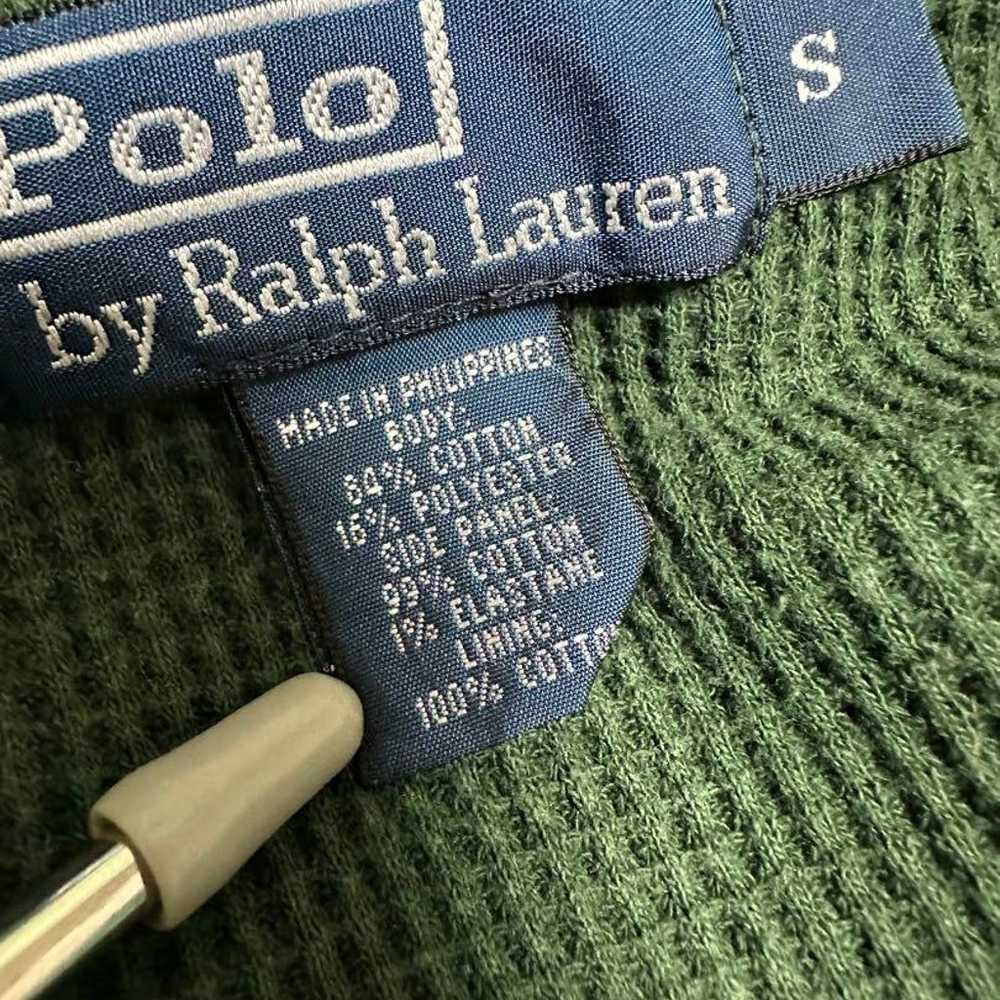 Polo
by Ralph Lauren
S
MADE IN PHILIPPINES
BODY:
84% COTTON
16% POLYESTER
SIDE PANEL:
99% COTTON
1% ELASTANE
LINING:
100% COTTO